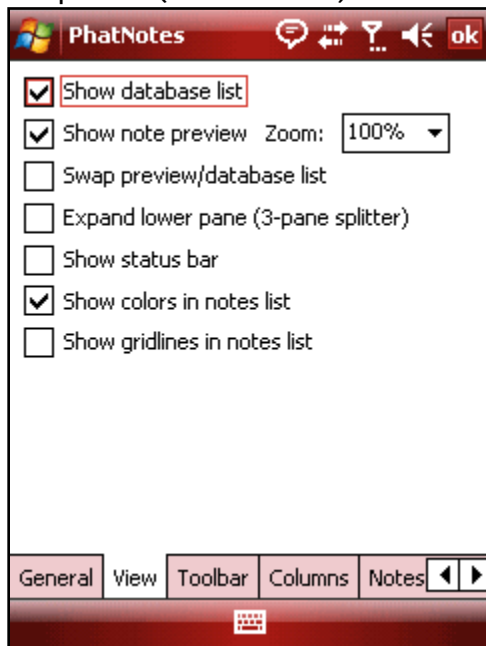 PhatNotes ok
Show database list
Show note preview Zoom: 100%
Swap preview/database list
Expand lower pane (3-pane splitter)
Show status bar
Show colors in notes list
Show gridlines in notes list
General View Toolbar Columns Notes